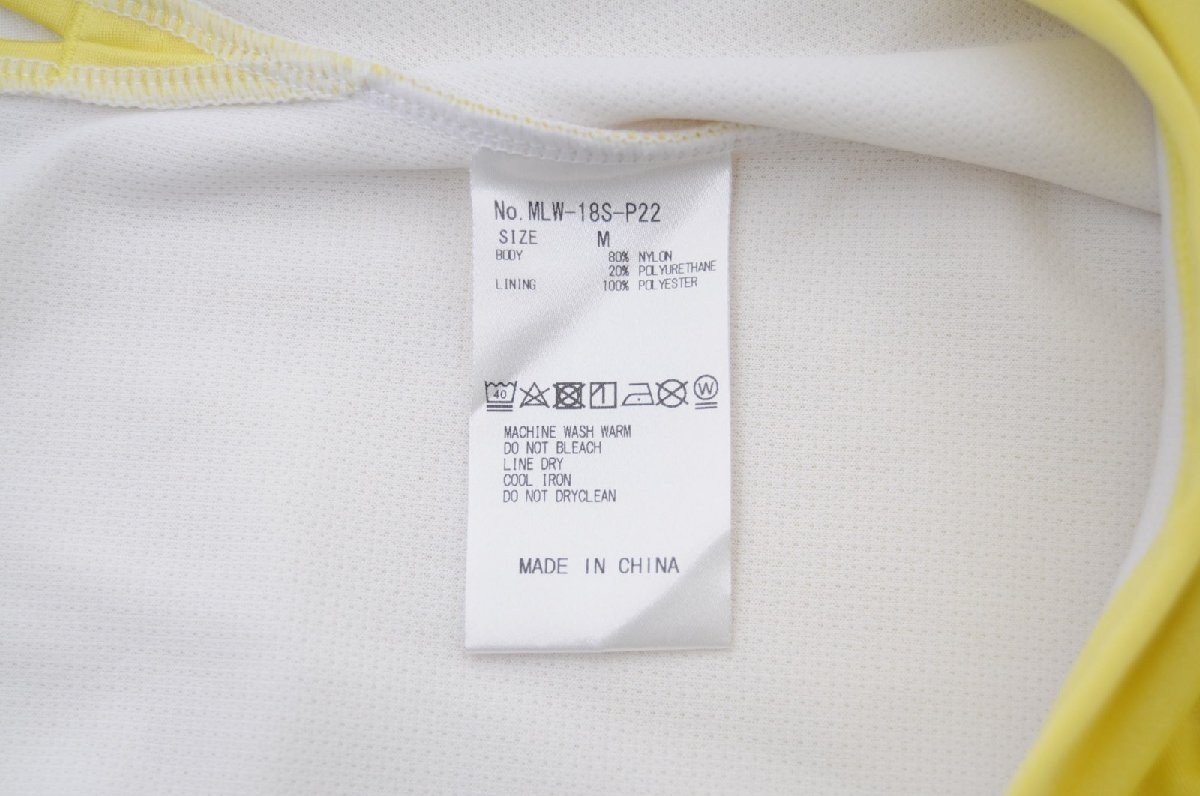 No. MLW-18S-P22
SIZE M
BODY 80% NYLON
20% POLYURETHANE
LINING 100% POLYESTER
40 W
MACHINE WASH WARM
DO NOT BLEACH
LINE DRY
COOL IRON
DO NOT DRYCLEAN
MADE IN CHINA